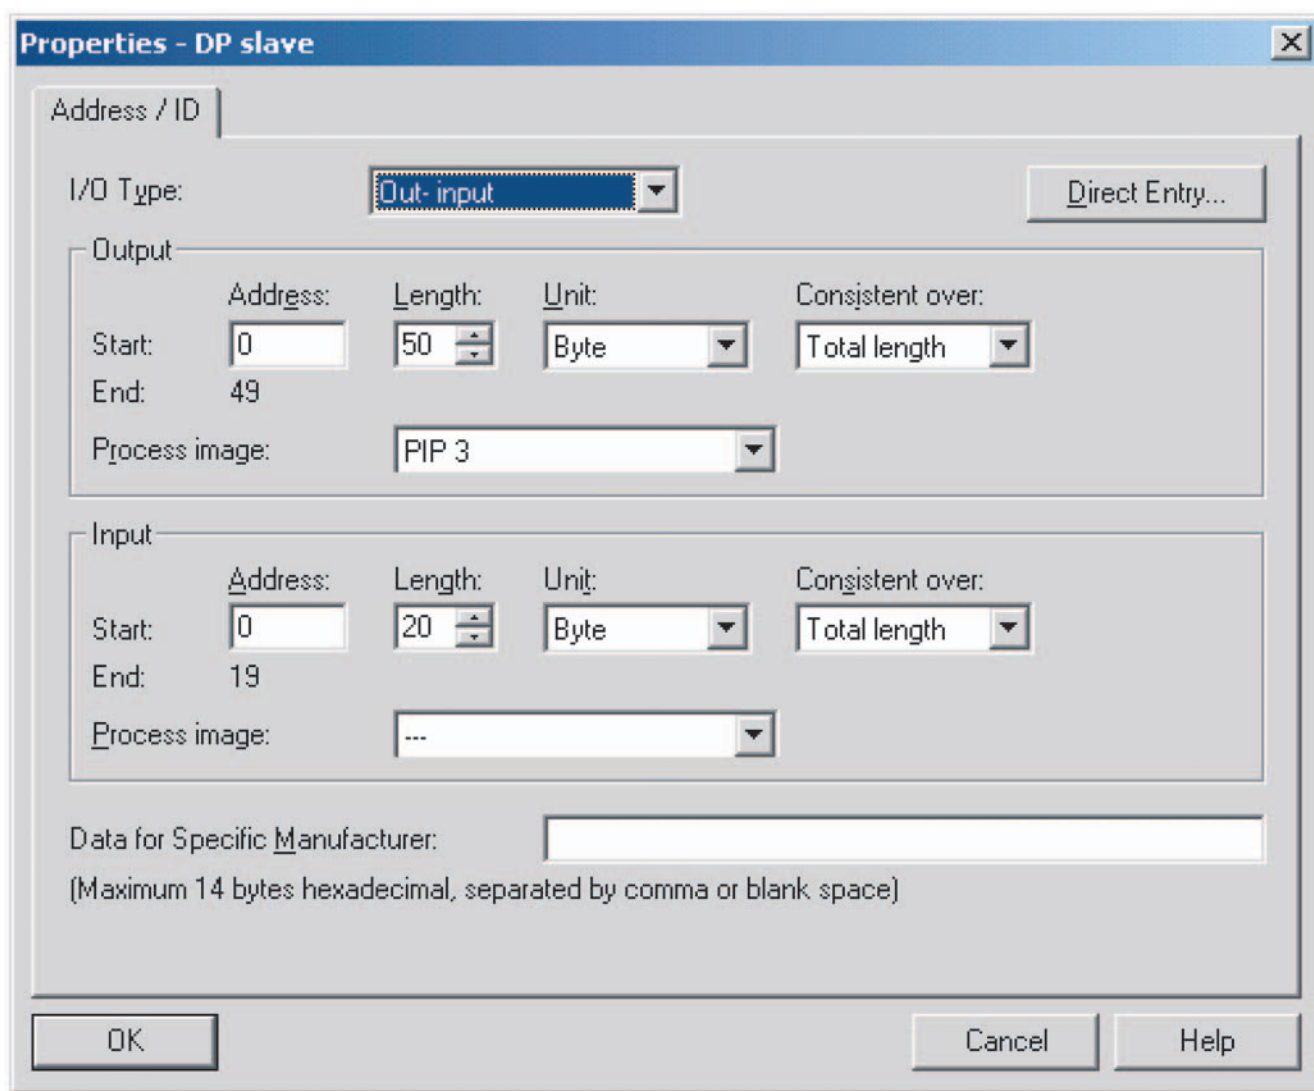 Properties - DP slave
Address / ID
I/O Type: Out- input Direct Entry...
Output
Address: Length: Unit: Consistent over:
Start: 0 50 Byte Total length
End: 49
Process image: PIP 3
Input
Address: Length: Unit: Consistent over:
Start: 0 20 Byte Total length
End: 19
Process image: ---
Data for Specific Manufacturer:
(Maximum 14 bytes hexadecimal, separated by comma or blank space)
OK Cancel Help